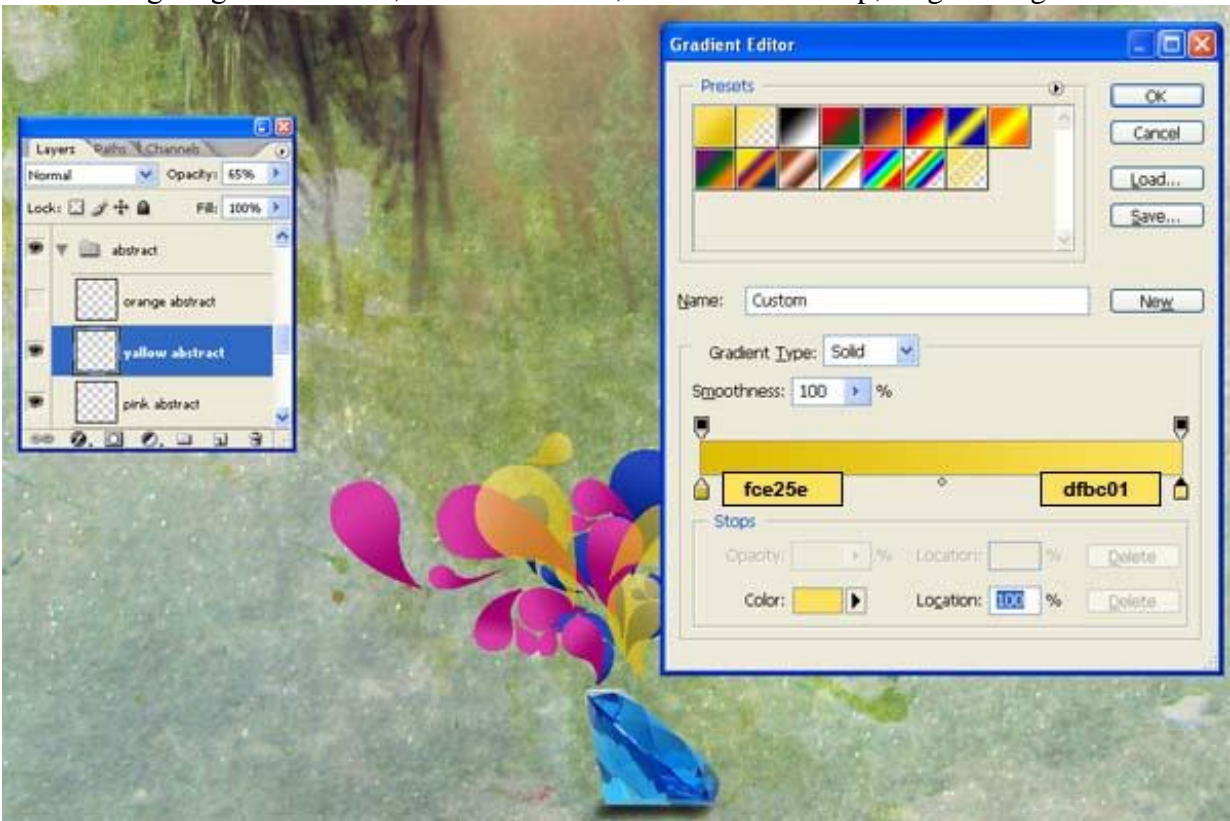 Gradient Editor
Presets
OK
Cancel
Load...
Save...
Name: Custom
New
Gradient Type: Solid
Smoothness: 100 %
fce25e dfbc01
Stops
Opacity: % Location: % Delete
Color: Location: 100 % Delete
Layers Paths Channels
Normal Opacity: 65%
Lock: Fill: 100%
abstract
orange abstract
yallow abstract
pink abstract